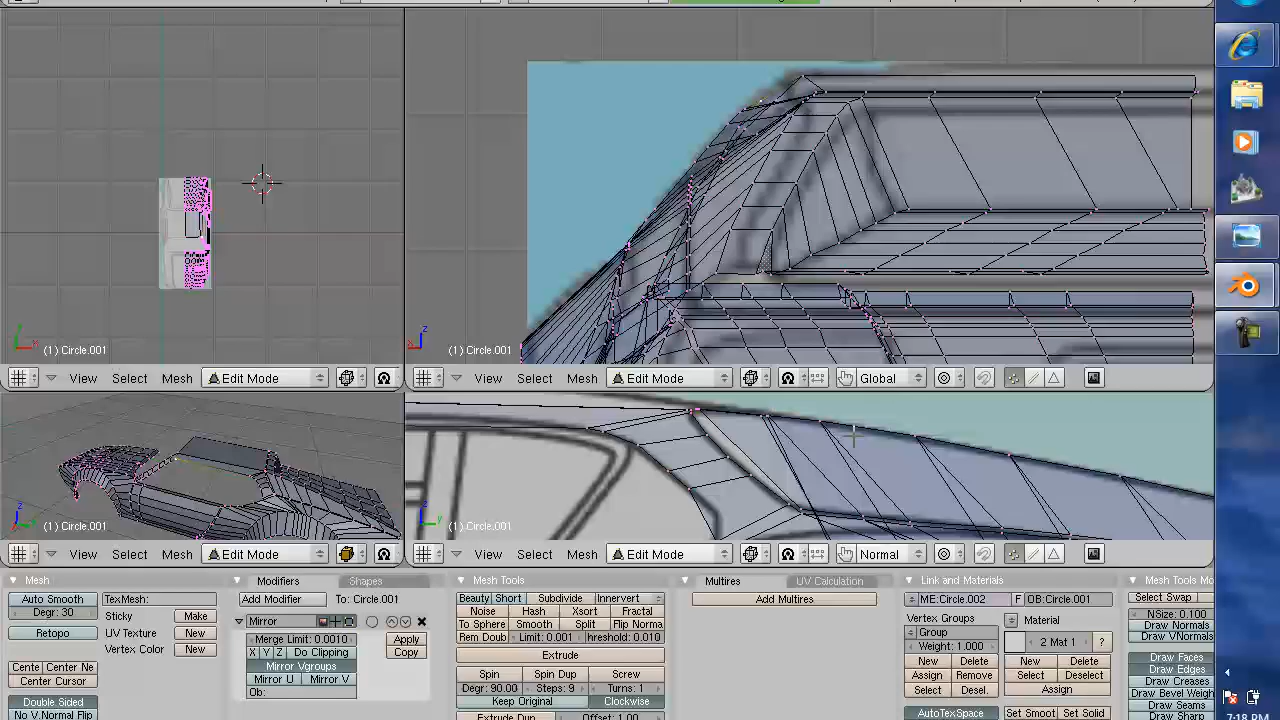 (1) Circle.001
(1) Circle.001
View Select Mesh Edit Mode
View Select Mesh Edit Mode Global
(1) Circle.001
(1) Circle.001
View Select Mesh Edit Mode
View Select Mesh Edit Mode Normal
Mesh
Auto Smooth
Degr: 30
Retopo
Cente Center Ne
Center Cursor
Double Sided
No V.Normal Flip
TexMesh:
Sticky Make
UV Texture New
Vertex Color New
Modifiers Shapes
Add Modifier To: Circle.001
Mirror
Merge Limit: 0.0010 Apply
X Y Z Do Clipping Copy
Mirror Vgroups
Mirror U Mirror V
Ob:
Mesh Tools
Beauty Short Subdivide Innervert
Noise Hash Xsort Fractal
To Sphere Smooth Split Flip Norma
Rem Doub Limit: 0.001 hreshold: 0.010
Extrude
Spin Spin Dup Screw
Degr: 90.00 Steps: 9 Turns: 1
Keep Original Clockwise
Extrude Dup Offset: 1.00
Multires UV Calculation
Add Multires
Link and Materials
ME:Circle.002 F OB:Circle.001
Vertex Groups Material
Group
Weight: 1.000 2 Mat 1 ?
New Delete New Delete
Assign Remove Select Deselect
Select Desel. Assign
AutoTexSpace Set Smoot Set Solid
Mesh Tools Mo
Select Swap
NSize: 0.100
Draw Normals
Draw VNormals
Draw Faces
Draw Edges
Draw Creases
Draw Bevel Weigh
Draw Seams
7:18 PM